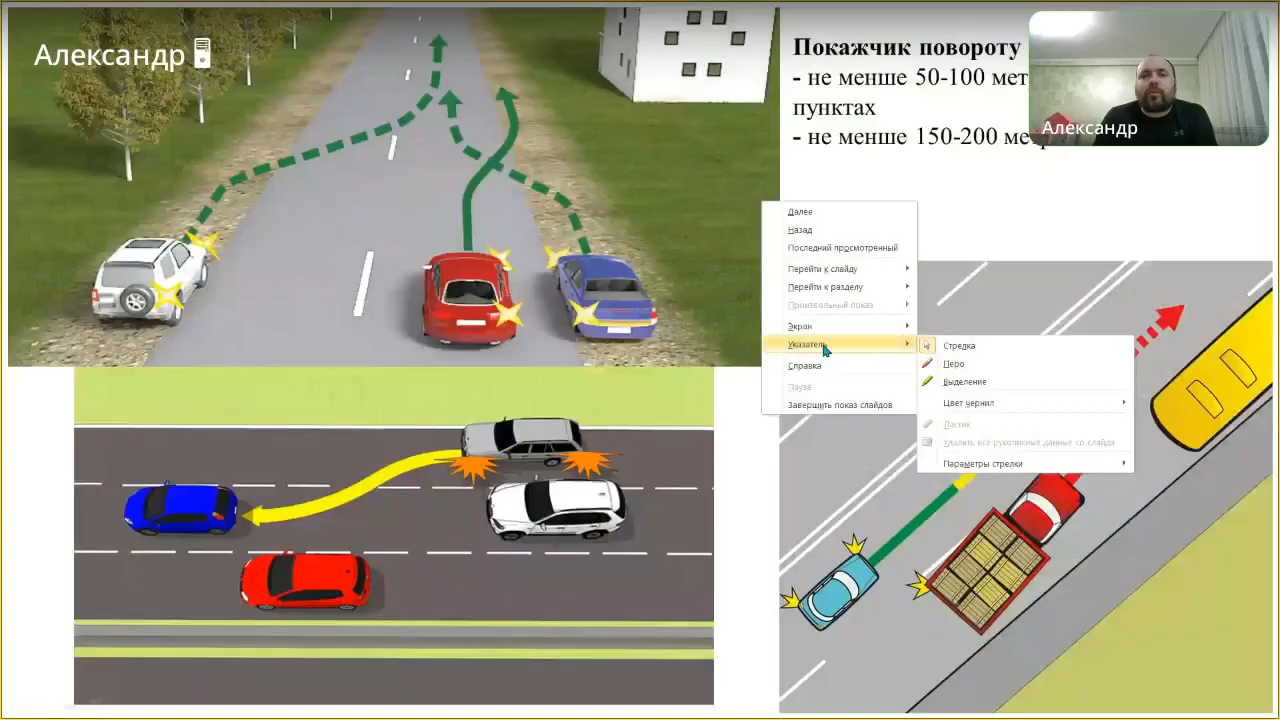 Александр
Покажчик повороту
- не менше 50-100 мет
пунктах
- не менше 150-200 ме
Александр
Далее
Назад
Последний просмотренный
Перейти к слайду
Перейти к разделу
Произвольный показ
Экран
Указатель
Справка
Пауза
Завершить показ слайдов
Стрелка
Перо
Выделение
Цвет чернил
Ластик
Удалить все рукописные данные со слайда
Параметры стрелки